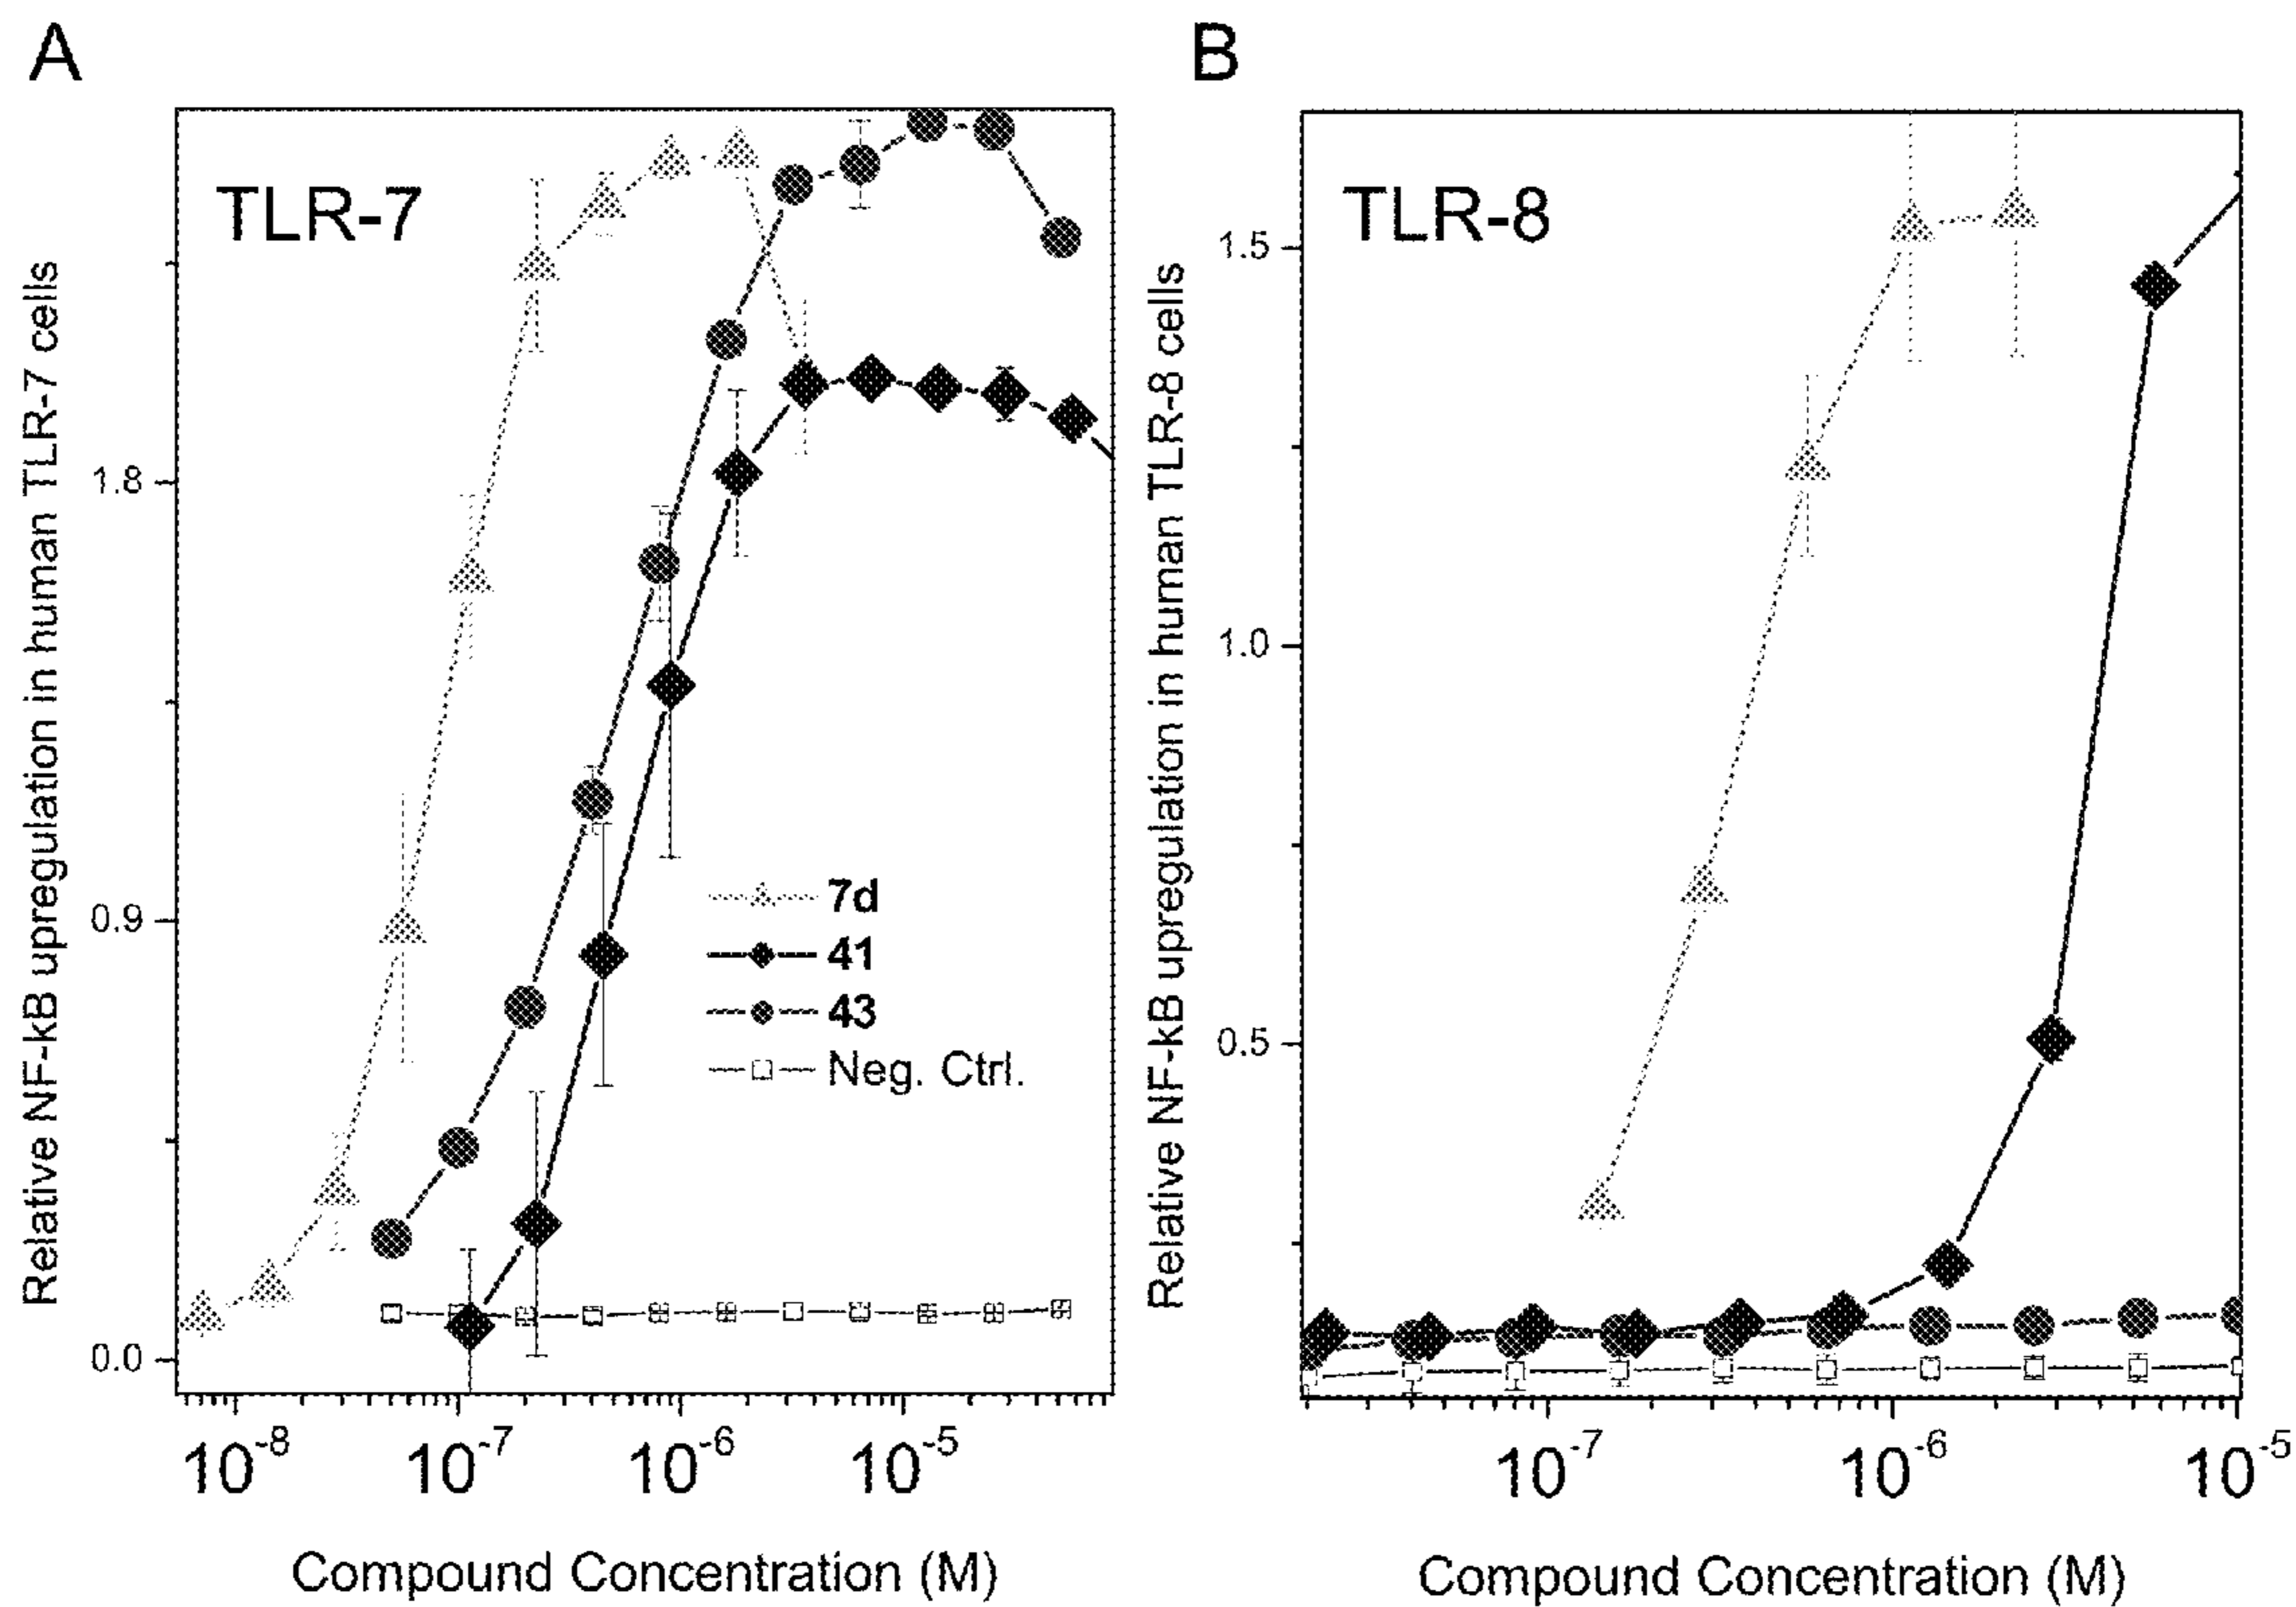 A
TLR-7
Relative NF-kB upregulation in human TLR-7 cells
1.8
0.9
0.0
7d
41
43
Neg. Ctrl.
10-8
10-7
10-6
10-5
Compound Concentration (M)
B
TLR-8
Relative NF-kB upregulation in human TLR-8 cells
1.5
1.0
0.5
10-7
10-6
10-5
Compound Concentration (M)